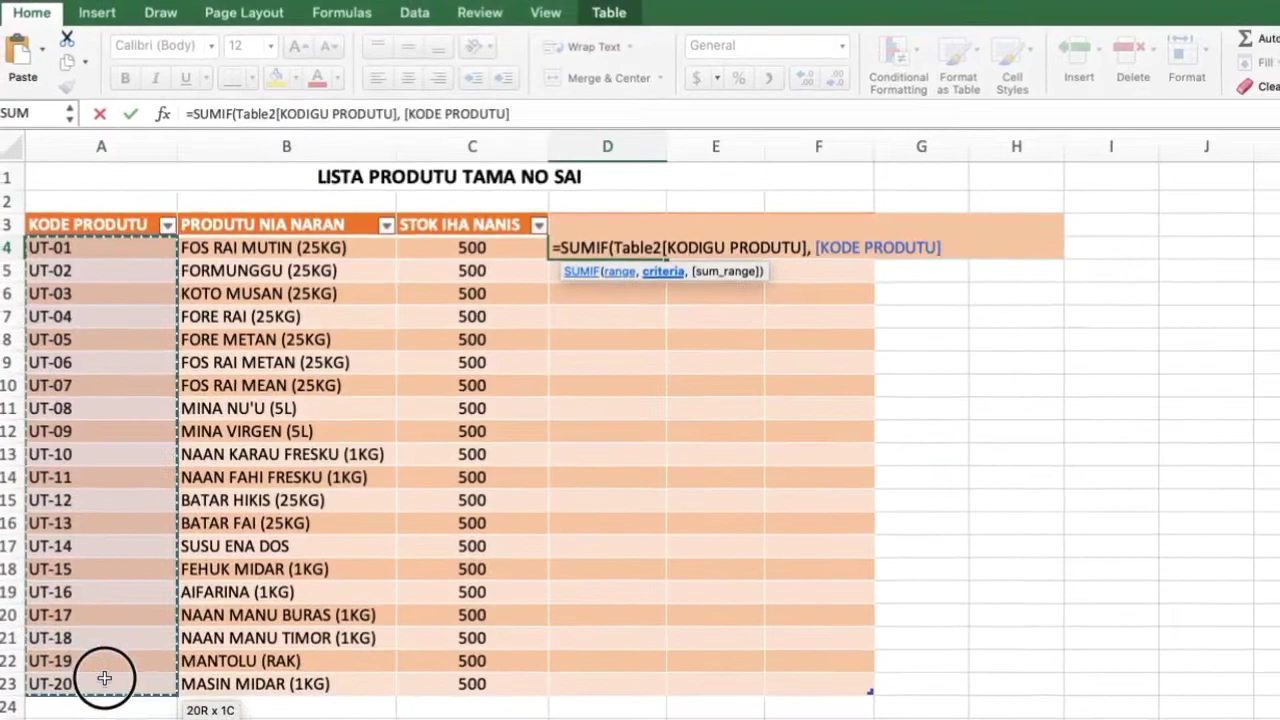 Home Insert Draw Page Layout Formulas Data Review View Table
Calibri (Body) 12 A A Wrap Text General Auto
Paste B I U A Merge & Center $ % Conditional Formatting Format as Table Cell Styles Insert Delete Format Fill Clea
SUM fx =SUMIF(Table2[KODIGU PRODUTU], [KODE PRODUTU]
A B C D E F G H I J
1 LISTA PRODUTU TAMA NO SAI
2
3 KODE PRODUTU PRODUTU NIA NARAN STOK IHA NANIS
4 UT-01 FOS RAI MUTIN (25KG) 500 =SUMIF(Table2[KODIGU PRODUTU], [KODE PRODUTU]
5 UT-02 FORMUNGGU (25KG) 500 SUMIF(range, criteria, [sum_range])
6 UT-03 KOTO MUSAN (25KG) 500
7 UT-04 FORE RAI (25KG) 500
8 UT-05 FORE METAN (25KG) 500
9 UT-06 FOS RAI METAN (25KG) 500
10 UT-07 FOS RAI MEAN (25KG) 500
11 UT-08 MINA NU'U (5L) 500
12 UT-09 MINA VIRGEN (5L) 500
13 UT-10 NAAN KARAU FRESKU (1KG) 500
14 UT-11 NAAN FAHI FRESKU (1KG) 500
15 UT-12 BATAR HIKIS (25KG) 500
16 UT-13 BATAR FAI (25KG) 500
17 UT-14 SUSU ENA DOS 500
18 UT-15 FEHUK MIDAR (1KG) 500
19 UT-16 AIFARINA (1KG) 500
20 UT-17 NAAN MANU BURAS (1KG) 500
21 UT-18 NAAN MANU TIMOR (1KG) 500
22 UT-19 MANTOLU (RAK) 500
23 UT-20 MASIN MIDAR (1KG) 500
24 20R x 1C